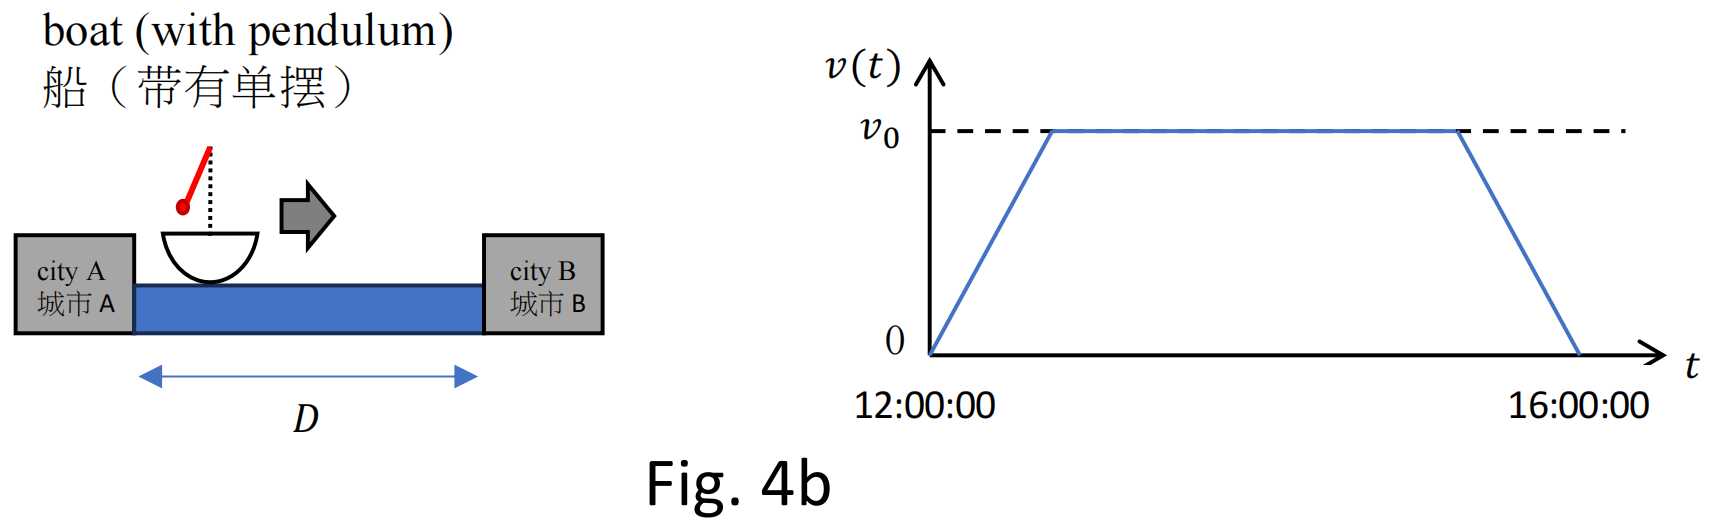 boat (with pendulum)
船（带有单摆）
city A
城市 A
city B
城市 B
D
v(t)
v₀
0
t
12:00:00
16:00:00
Fig. 4b